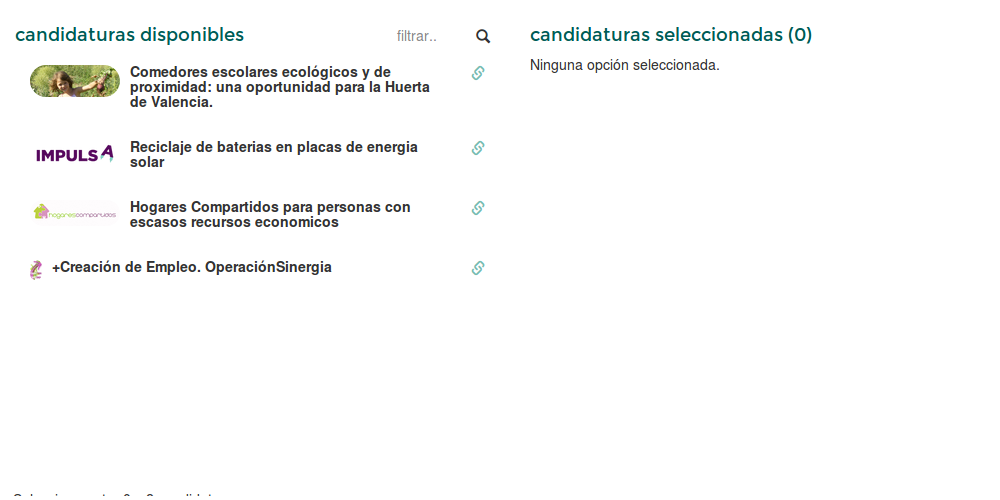 candidaturas disponibles
filtrar..
Comedores escolares ecológicos y de
proximidad: una oportunidad para la Huerta
de Valencia.
IMPULSA
Reciclaje de baterias en placas de energia
solar
hogarescompartidos
Hogares Compartidos para personas con
escasos recursos economicos
+Creación de Empleo. OperaciónSinergia
candidaturas seleccionadas (0)
Ninguna opción seleccionada.